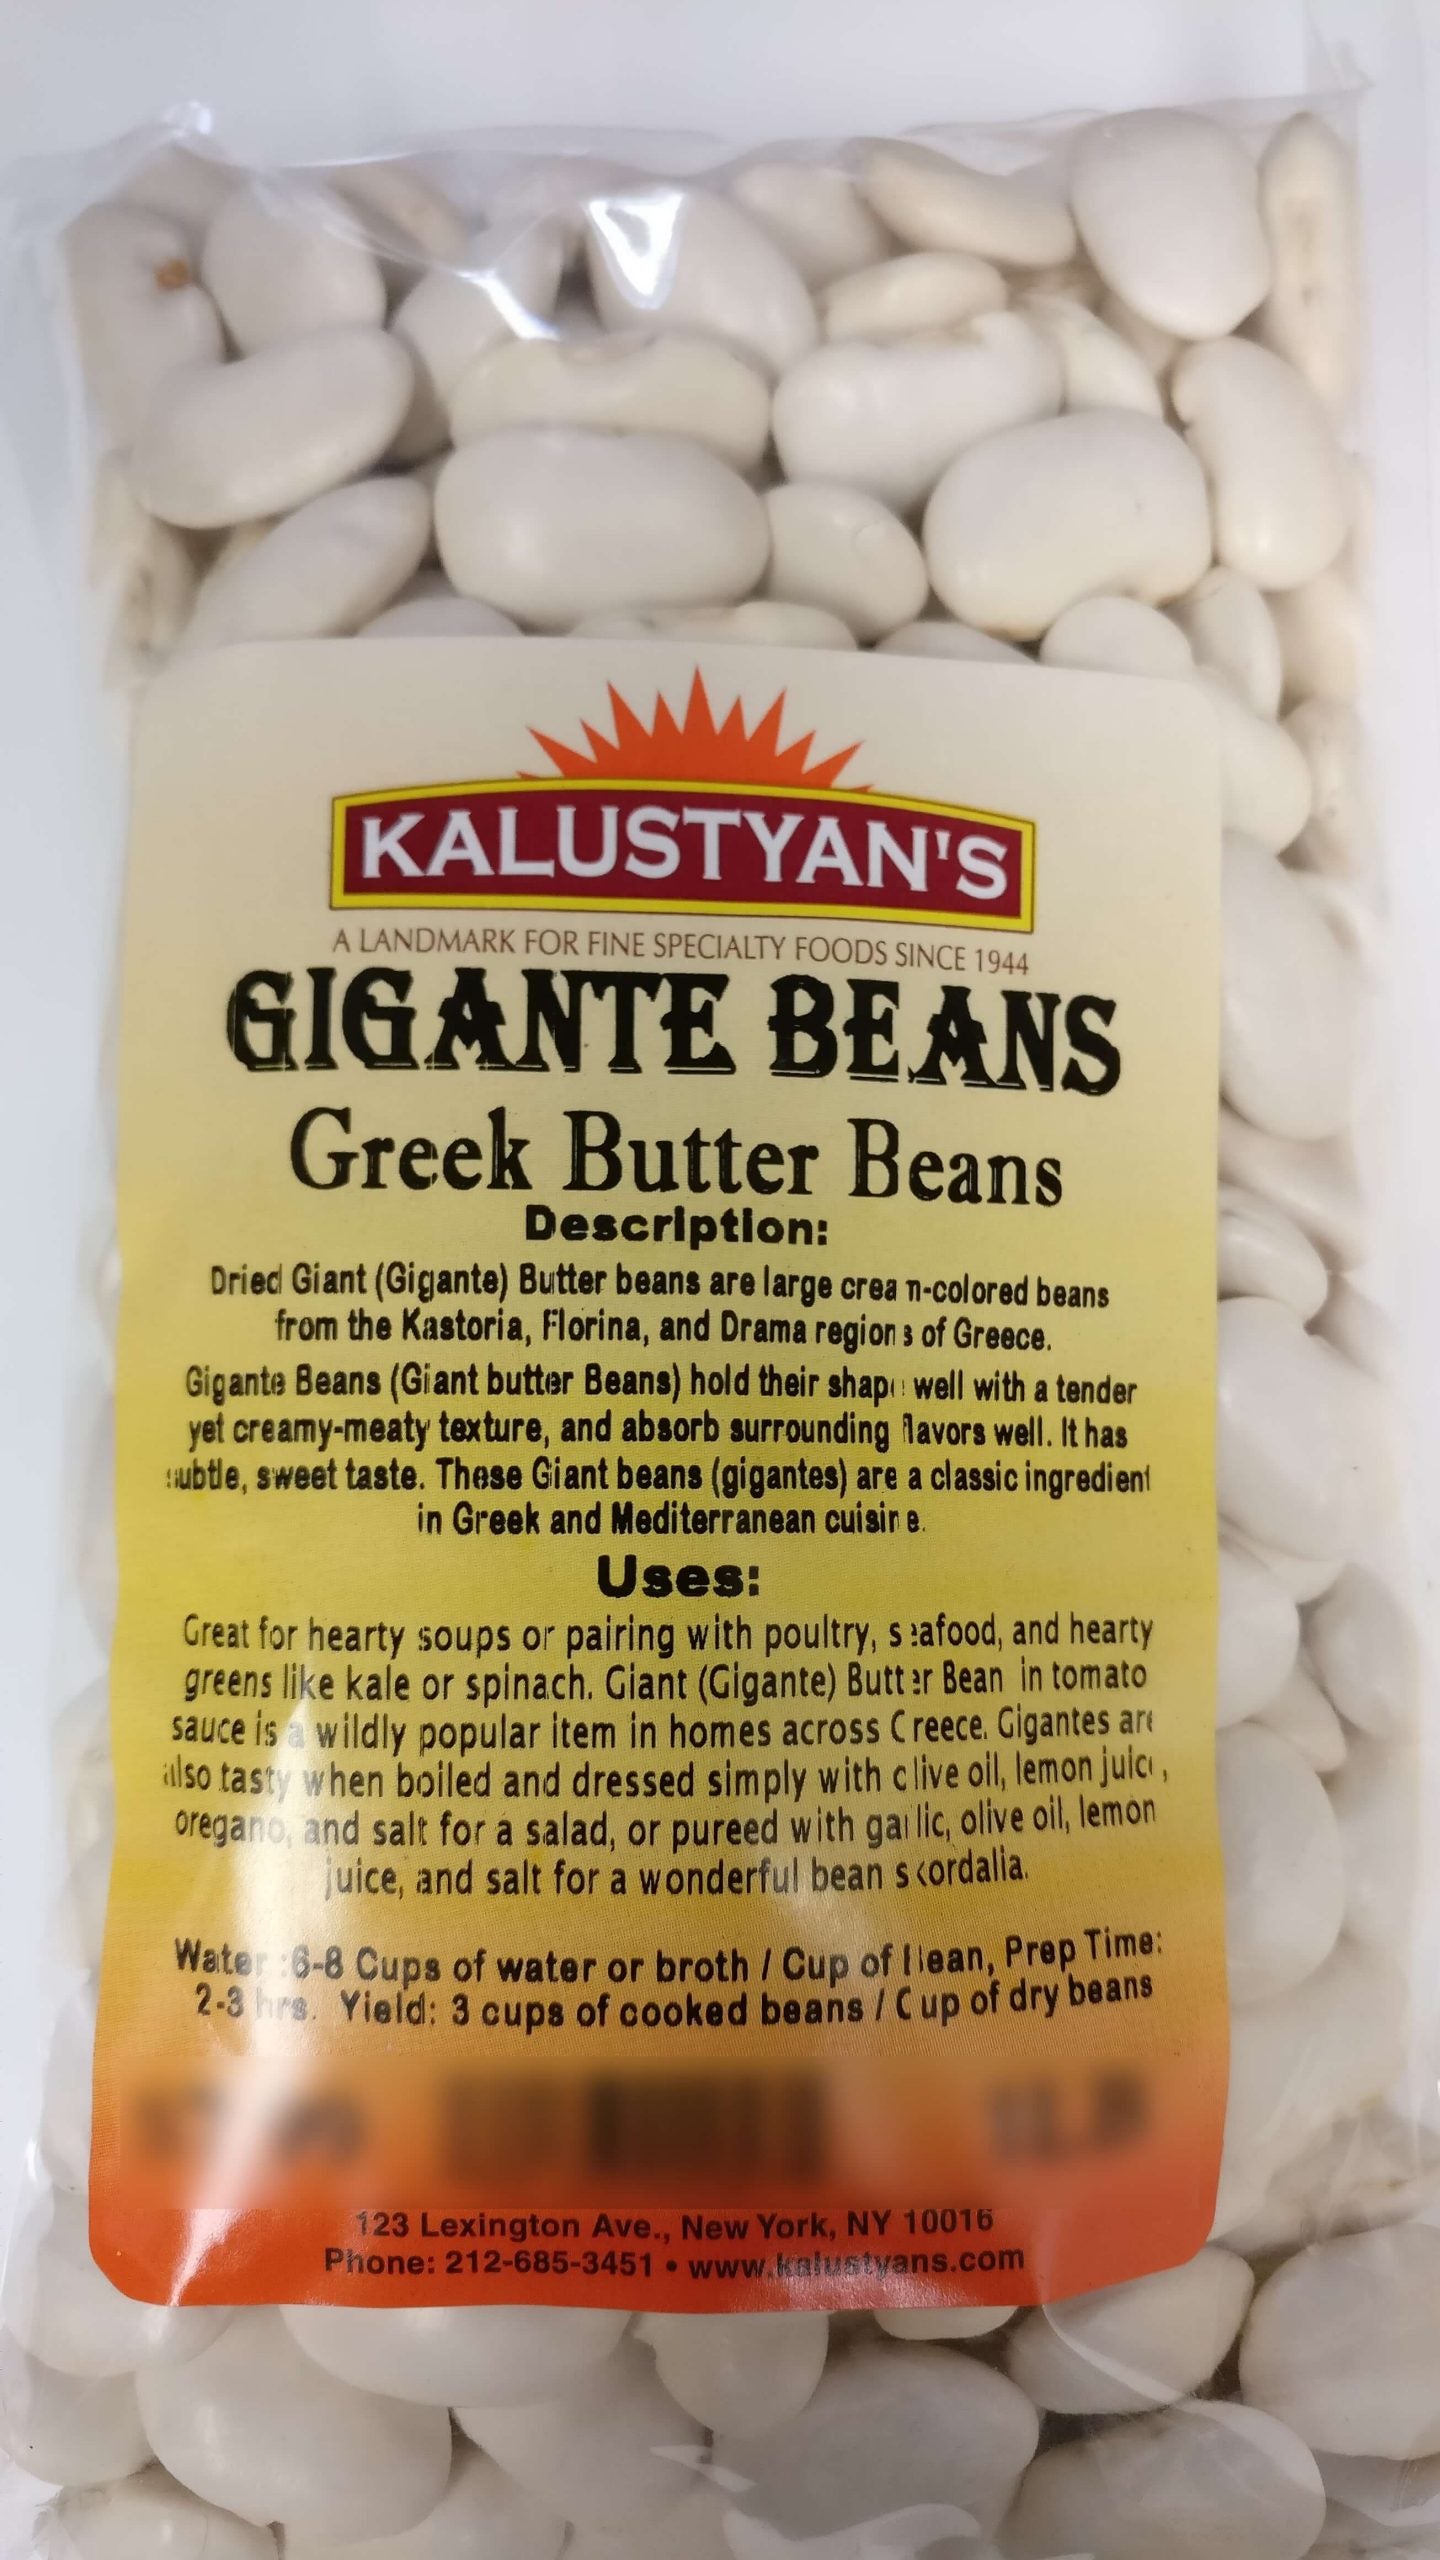 KALUSTYAN'S
A LANDMARK FOR FINE SPECIALTY FOODS SINCE 1944
GIGANTE BEANS
Greek Butter Beans
Description:
Dried Giant (Gigante) Butter beans are large cream-colored beans
from the Kastoria, Florina, and Drama regions of Greece.
Gigante Beans (Giant butter Beans) hold their shape well with a tender
yet creamy-meaty texture, and absorb surrounding flavors well. It has
subtle, sweet taste. These Giant beans (gigantes) are a classic ingredient
in Greek and Mediterranean cuisine.
Uses:
Great for hearty soups or pairing with poultry, seafood, and hearty
greens like kale or spinach. Giant (Gigante) Butter Bean in tomato
sauce is a wildly popular item in homes across Greece. Gigantes are
also tasty when boiled and dressed simply with olive oil, lemon juice,
oregano, and salt for a salad, or pureed with garlic, olive oil, lemon
juice, and salt for a wonderful bean skordalia.
Water :6-8 Cups of water or broth / Cup of Bean, Prep Time:
2-3 hrs. Yield: 3 cups of cooked beans / Cup of dry beans
123 Lexington Ave., New York, NY 10016
Phone: 212-685-3451 • www.kalustyans.com